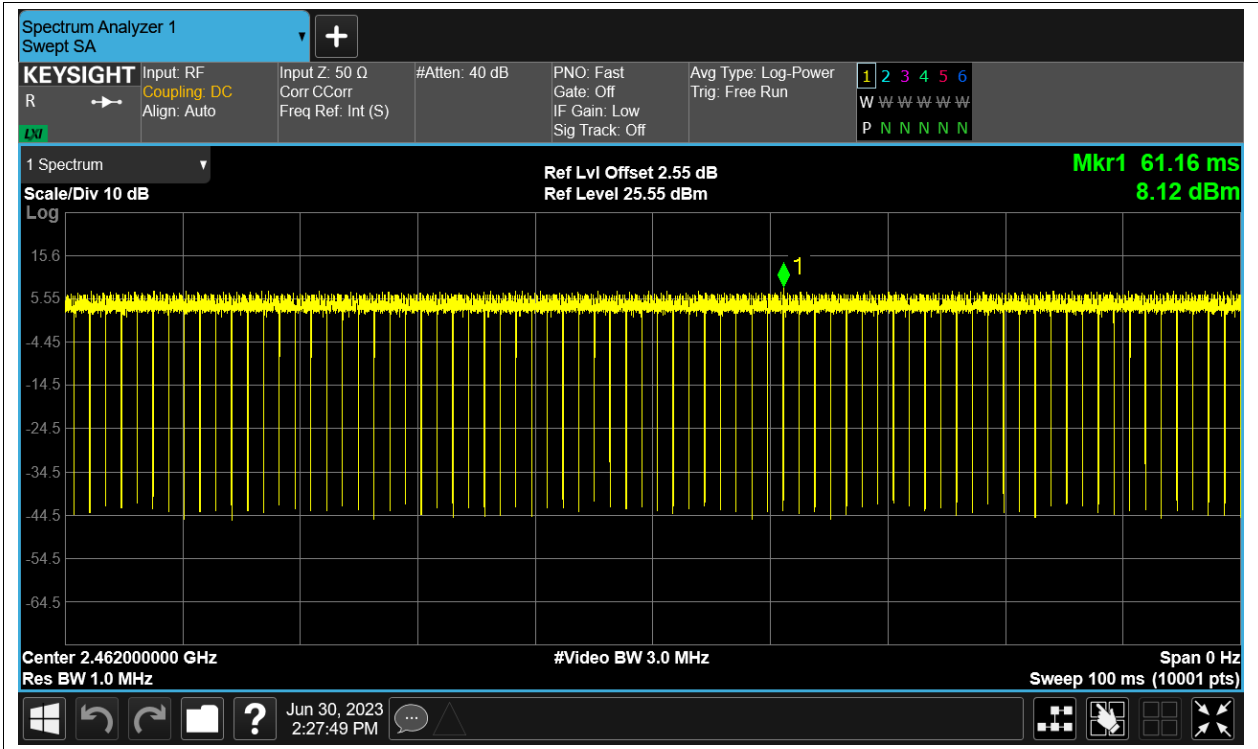 Spectrum Analyzer 1
Swept SA
KEYSIGHT
R
LXI
Input: RF
Coupling: DC
Align: Auto
Input Z: 50 Ω
Corr CCorr
Freq Ref: Int (S)
#Atten: 40 dB
PNO: Fast
Gate: Off
IF Gain: Low
Sig Track: Off
Avg Type: Log-Power
Trig: Free Run
1 2 3 4 5 6
W W W W W W
P N N N N N
1 Spectrum
Scale/Div 10 dB
Ref Lvl Offset 2.55 dB
Ref Level 25.55 dBm
Mkr1 61.16 ms
8.12 dBm
Log
1
15.6
5.55
-4.45
-14.5
-24.5
-34.5
-44.5
-54.5
-64.5
Center 2.462000000 GHz
Res BW 1.0 MHz
#Video BW 3.0 MHz
Span 0 Hz
Sweep 100 ms (10001 pts)
?
Jun 30, 2023
2:27:49 PM